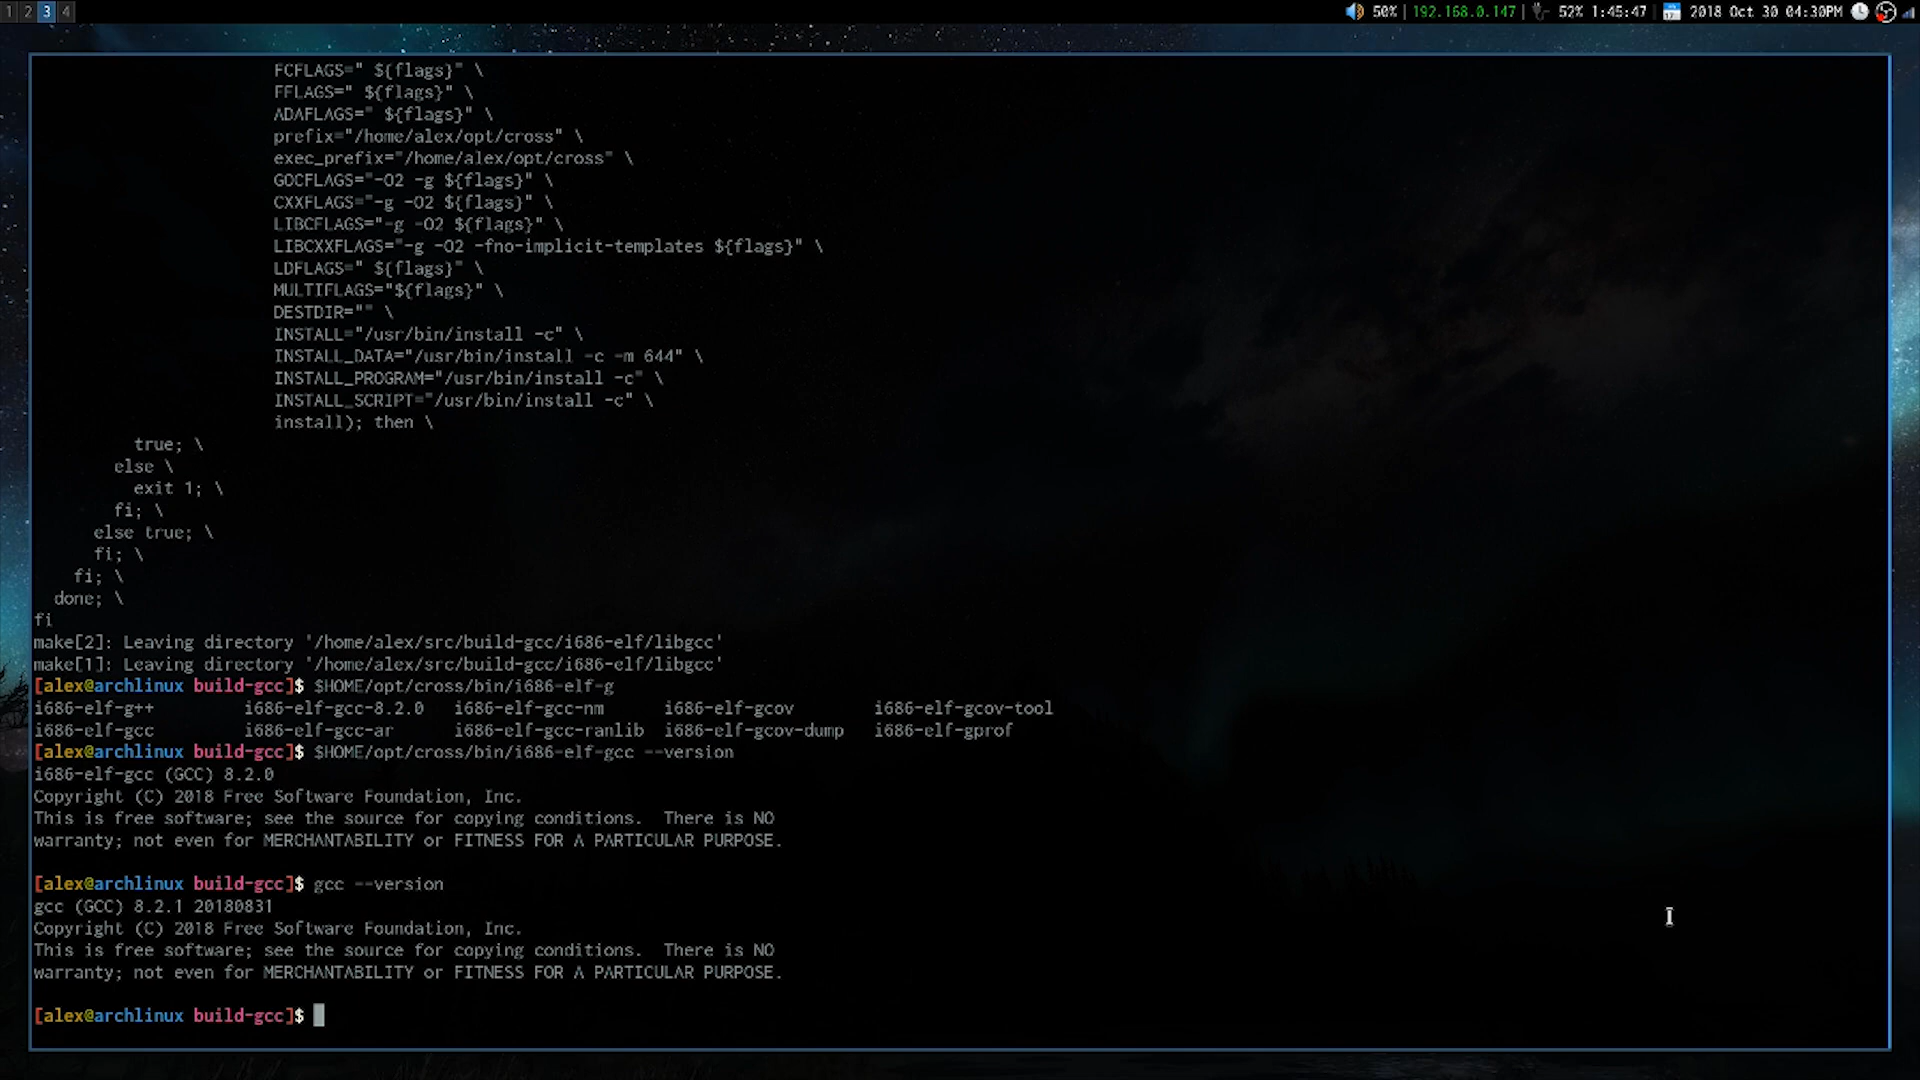 1 2 3 4
50% | 192.168.0.147 | 52% 1:45:47 | 2018 Oct 30 04:30PM
FCFLAGS=" ${flags}" \
FFLAGS=" ${flags}" \
ADAFLAGS=" ${flags}" \
prefix="/home/alex/opt/cross" \
exec_prefix="/home/alex/opt/cross" \
GOCFLAGS="-O2 -g ${flags}" \
CXXFLAGS="-g -O2 ${flags}" \
LIBCFLAGS="-g -O2 ${flags}" \
LIBCXXFLAGS="-g -O2 -fno-implicit-templates ${flags}" \
LDFLAGS=" ${flags}" \
MULTIFLAGS="${flags}" \
DESTDIR="" \
INSTALL="/usr/bin/install -c" \
INSTALL_DATA="/usr/bin/install -c -m 644" \
INSTALL_PROGRAM="/usr/bin/install -c" \
INSTALL_SCRIPT="/usr/bin/install -c" \
install); then \
true; \
else \
exit 1; \
fi; \
else true; \
fi; \
fi; \
done; \
fi
make[2]: Leaving directory '/home/alex/src/build-gcc/i686-elf/libgcc'
make[1]: Leaving directory '/home/alex/src/build-gcc/i686-elf/libgcc'
[alex@archlinux build-gcc]$ $HOME/opt/cross/bin/i686-elf-g
i686-elf-g++ i686-elf-gcc-8.2.0 i686-elf-gcc-nm i686-elf-gcov i686-elf-gcov-tool
i686-elf-gcc i686-elf-gcc-ar i686-elf-gcc-ranlib i686-elf-gcov-dump i686-elf-gprof
[alex@archlinux build-gcc]$ $HOME/opt/cross/bin/i686-elf-gcc --version
i686-elf-gcc (GCC) 8.2.0
Copyright (C) 2018 Free Software Foundation, Inc.
This is free software; see the source for copying conditions.  There is NO
warranty; not even for MERCHANTABILITY or FITNESS FOR A PARTICULAR PURPOSE.
[alex@archlinux build-gcc]$ gcc --version
gcc (GCC) 8.2.1 20180831
Copyright (C) 2018 Free Software Foundation, Inc.
This is free software; see the source for copying conditions.  There is NO
warranty; not even for MERCHANTABILITY or FITNESS FOR A PARTICULAR PURPOSE.
[alex@archlinux build-gcc]$